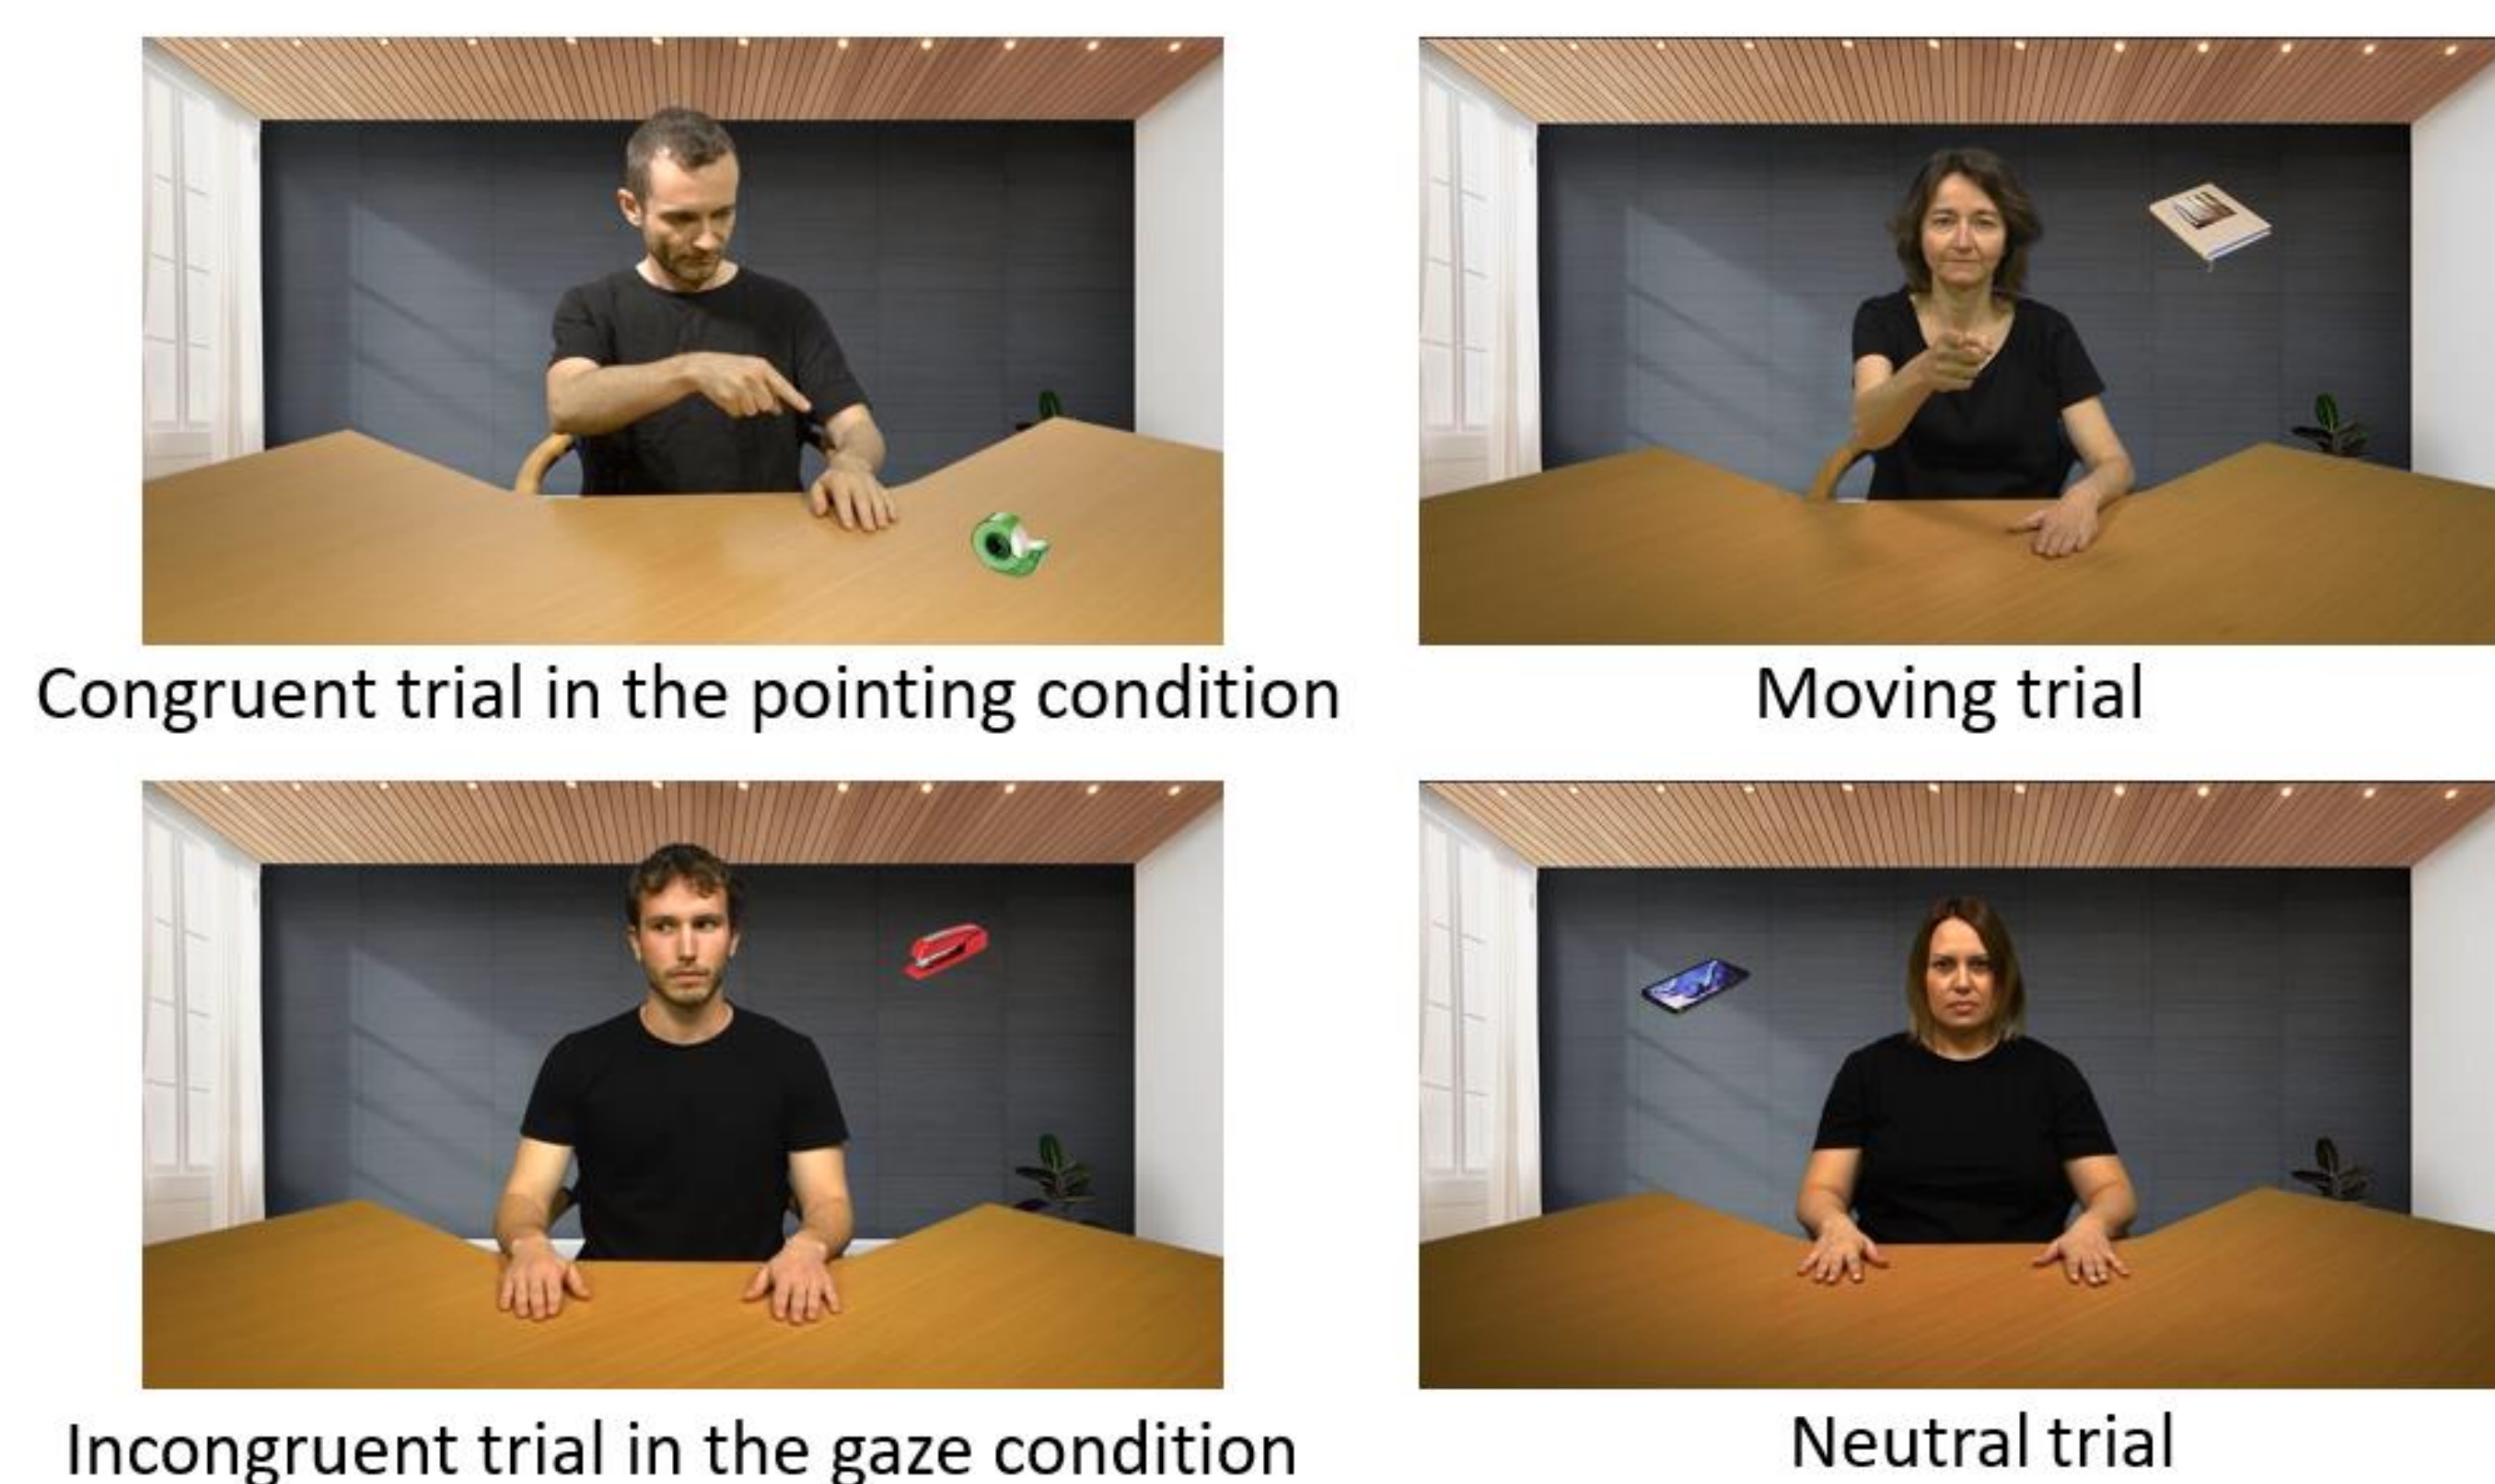 Congruent trial in the pointing condition
Moving trial
Incongruent trial in the gaze condition
Neutral trial